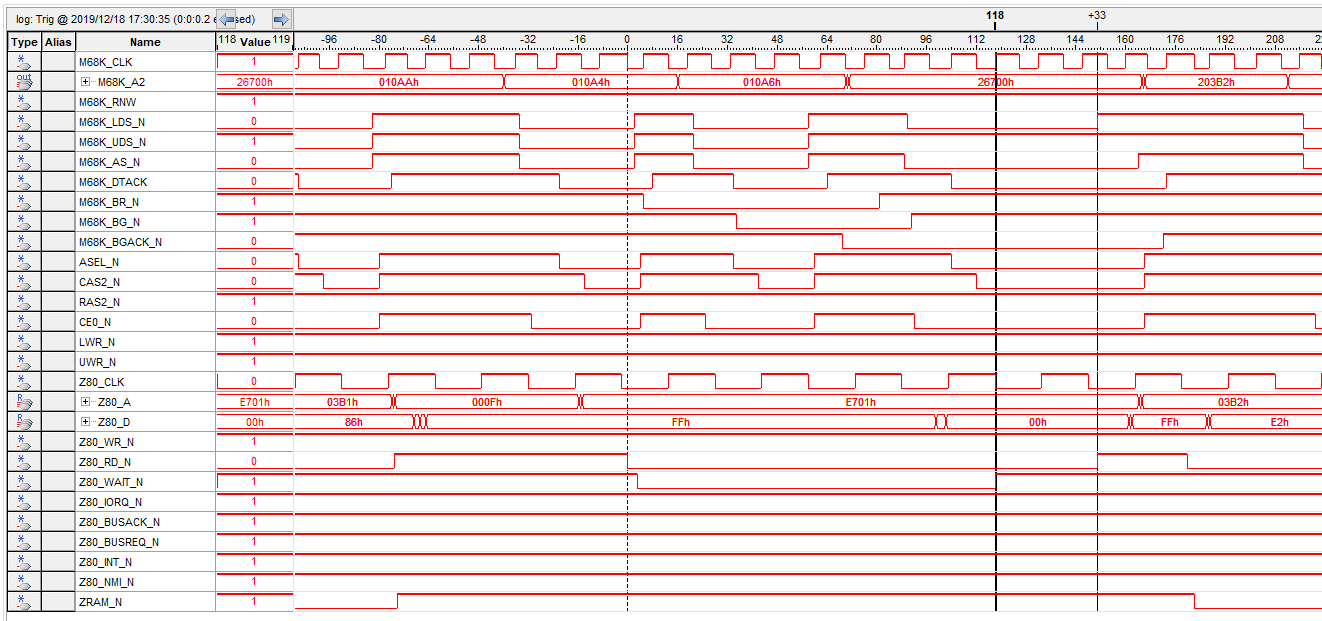 log: Trig @ 2019/12/18 17:30:35 (0:0:0.2 e sed)
118 +33
Type Alias Name 118 Value 119 -96 -80 -64 -48 -32 -16 0 16 32 48 64 80 96 112 128 144 160 176 192 208
M68K_CLK 1
out M68K_A2 26700h 010AAh 010A4h 010A6h 26700h 203B2h
M68K_RNW 1
M68K_LDS_N 0
M68K_UDS_N 1
M68K_AS_N 0
M68K_DTACK 0
M68K_BR_N 1
M68K_BG_N 1
M68K_BGACK_N 0
ASEL_N 0
CAS2_N 0
RAS2_N 1
CE0_N 0
LWR_N 1
UWR_N 1
Z80_CLK 0
R Z80_A E701h 03B1h 000Fh E701h 03B2h
R Z80_D 00h 86h FFh 00h FFh E2h
Z80_WR_N 1
Z80_RD_N 0
Z80_WAIT_N 1
Z80_IORQ_N 1
Z80_BUSACK_N 1
Z80_BUSREQ_N 1
Z80_INT_N 1
Z80_NMI_N 1
ZRAM_N 1